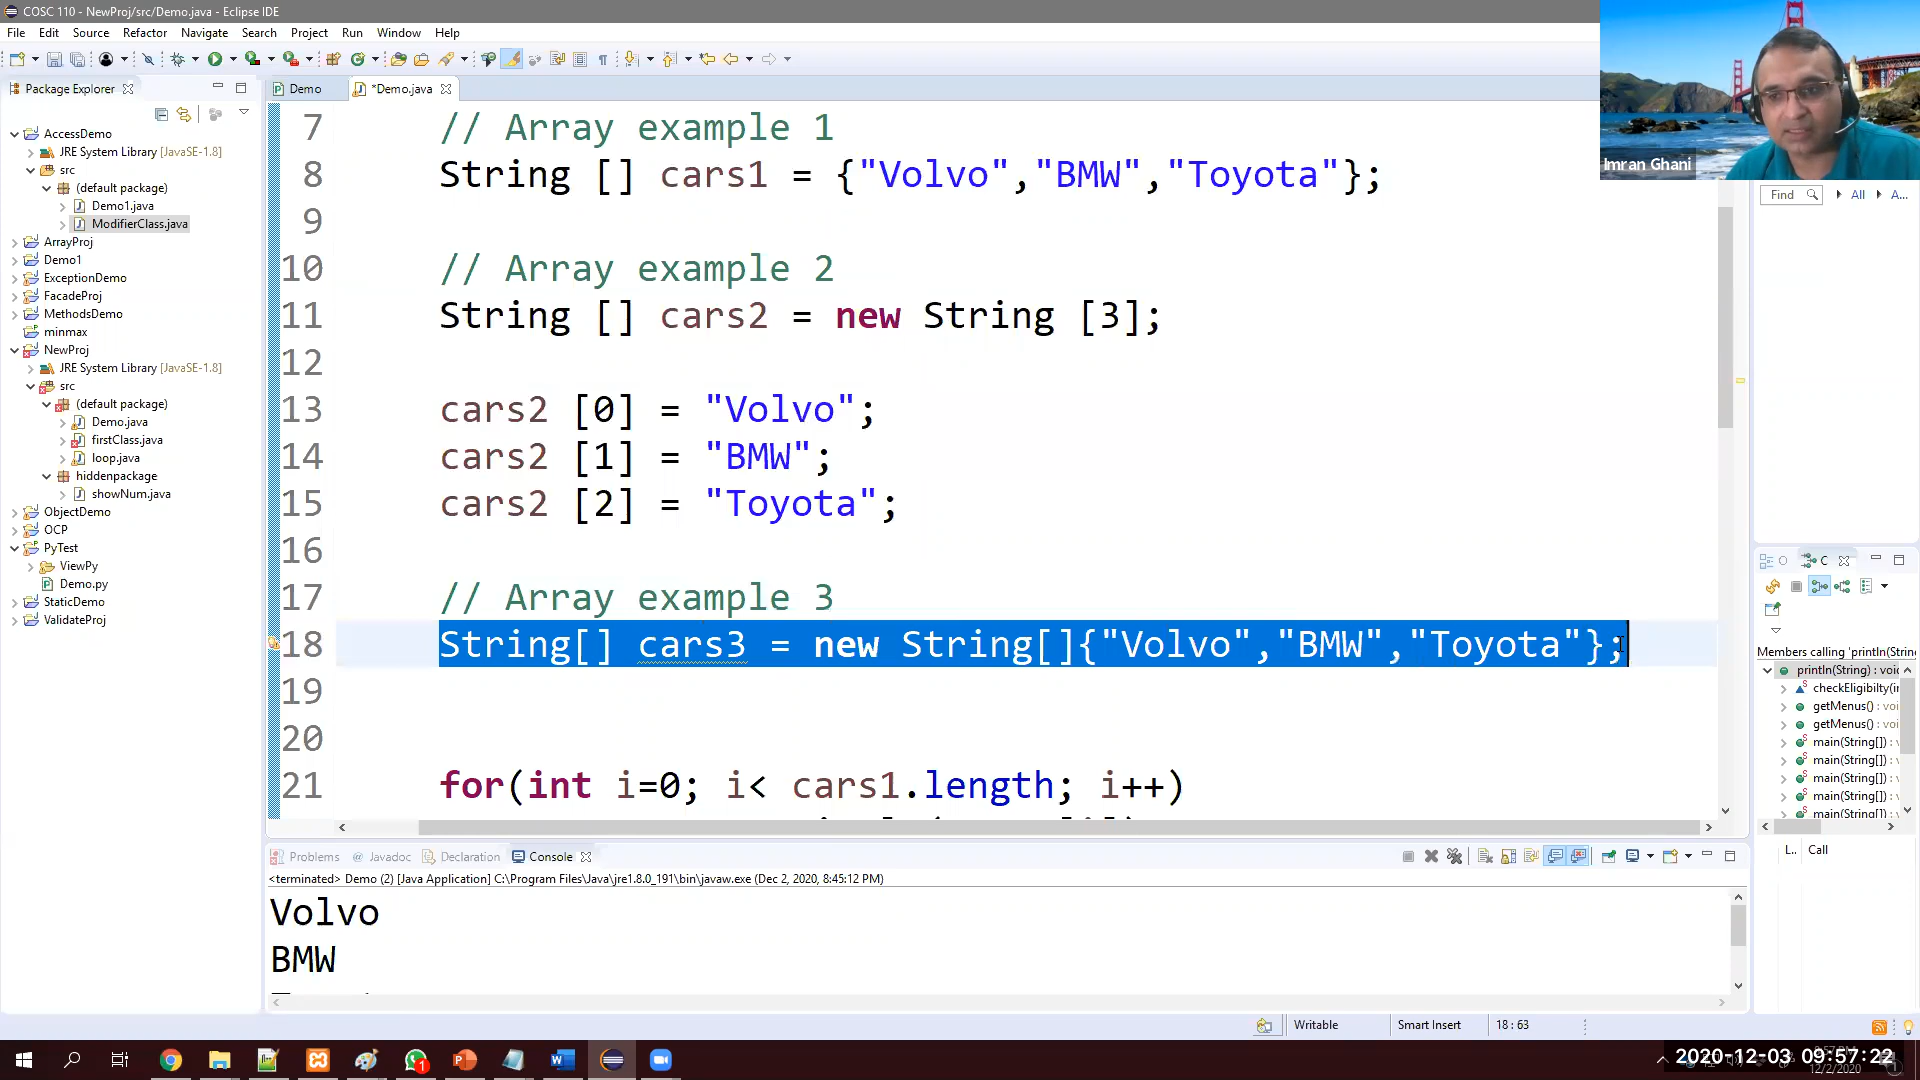 COSC 110 - NewProj/src/Demo.java - Eclipse IDE
File Edit Source Refactor Navigate Search Project Run Window Help
Package Explorer
AccessDemo
JRE System Library [JavaSE-1.8]
src
(default package)
Demo1.java
ModifierClass.java
ArrayProj
Demo1
ExceptionDemo
FacadeProj
MethodsDemo
minmax
NewProj
JRE System Library [JavaSE-1.8]
src
(default package)
Demo.java
firstClass.java
loop.java
hiddenpackage
showNum.java
ObjectDemo
OCP
PyTest
ViewPy
Demo.py
StaticDemo
ValidateProj
Demo *Demo.java
7 // Array example 1
8 String [] cars1 = {"Volvo","BMW","Toyota"};
9
10 // Array example 2
11 String [] cars2 = new String [3];
12
13 cars2 [0] = "Volvo";
14 cars2 [1] = "BMW";
15 cars2 [2] = "Toyota";
16
17 // Array example 3
18 String[] cars3 = new String[]{"Volvo","BMW","Toyota"};
19
20
21 for(int i=0; i< cars1.length; i++)
Problems @ Javadoc Declaration Console
<terminated> Demo (2) [Java Application] C:\Program Files\Java\jre1.8.0_191\bin\javaw.exe (Dec 2, 2020, 8:45:12 PM)
Volvo
BMW
Imran Ghani
Find All A...
C
Members calling 'println(String
println(String) : voi
checkEligibilty(ir
getMenus() : voi
getMenus() : voi
main(String[]) : v
main(String[]) : v
main(String[]) : v
main(String[]) : v
main(String[]) : v
L.. Call
Writable Smart Insert 18 : 63
2020-12-03 09:57:22
12/2/2020